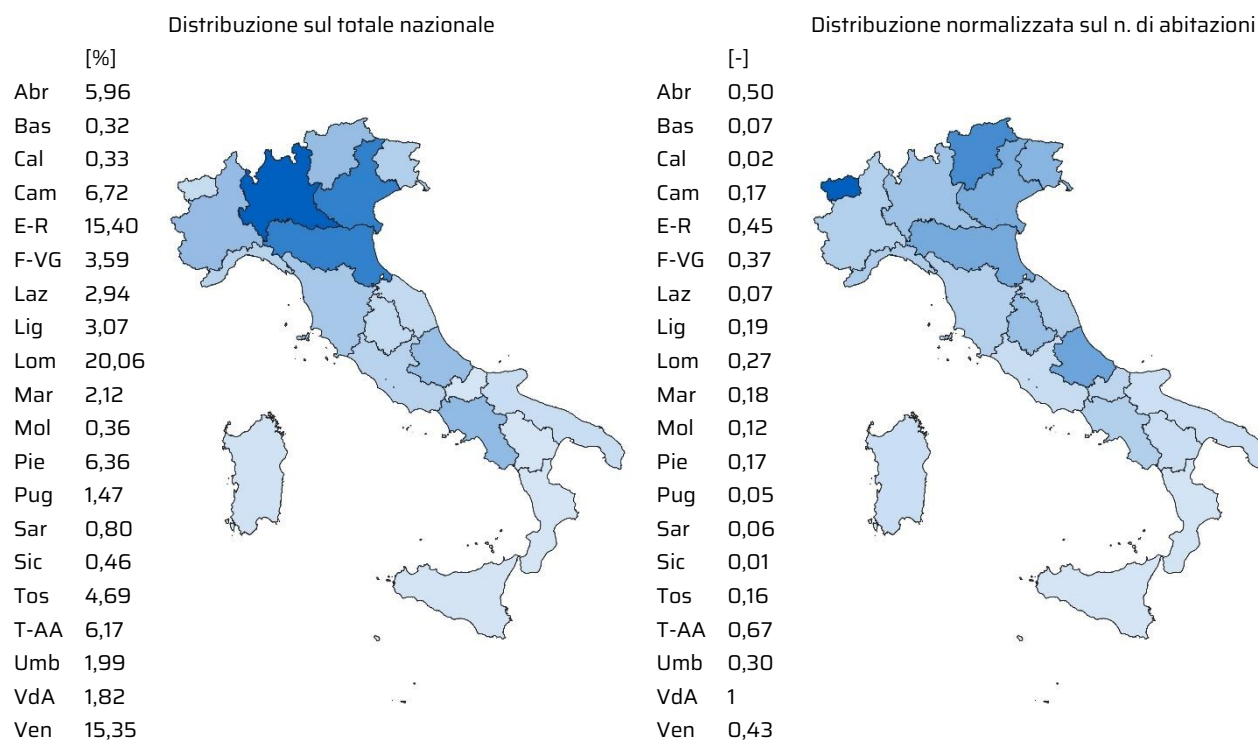 Distribuzione sul totale nazionale
[%]
Abr 5,96
Bas 0,32
Cal 0,33
Cam 6,72
E-R 15,40
F-VG 3,59
Laz 2,94
Lig 3,07
Lom 20,06
Mar 2,12
Mol 0,36
Pie 6,36
Pug 1,47
Sar 0,80
Sic 0,46
Tos 4,69
T-AA 6,17
Umb 1,99
VdA 1,82
Ven 15,35
Distribuzione normalizzata sul n. di abitazioni
[-]
Abr 0,50
Bas 0,07
Cal 0,02
Cam 0,17
E-R 0,45
F-VG 0,37
Laz 0,07
Lig 0,19
Lom 0,27
Mar 0,18
Mol 0,12
Pie 0,17
Pug 0,05
Sar 0,06
Sic 0,01
Tos 0,16
T-AA 0,67
Umb 0,30
VdA 1
Ven 0,43